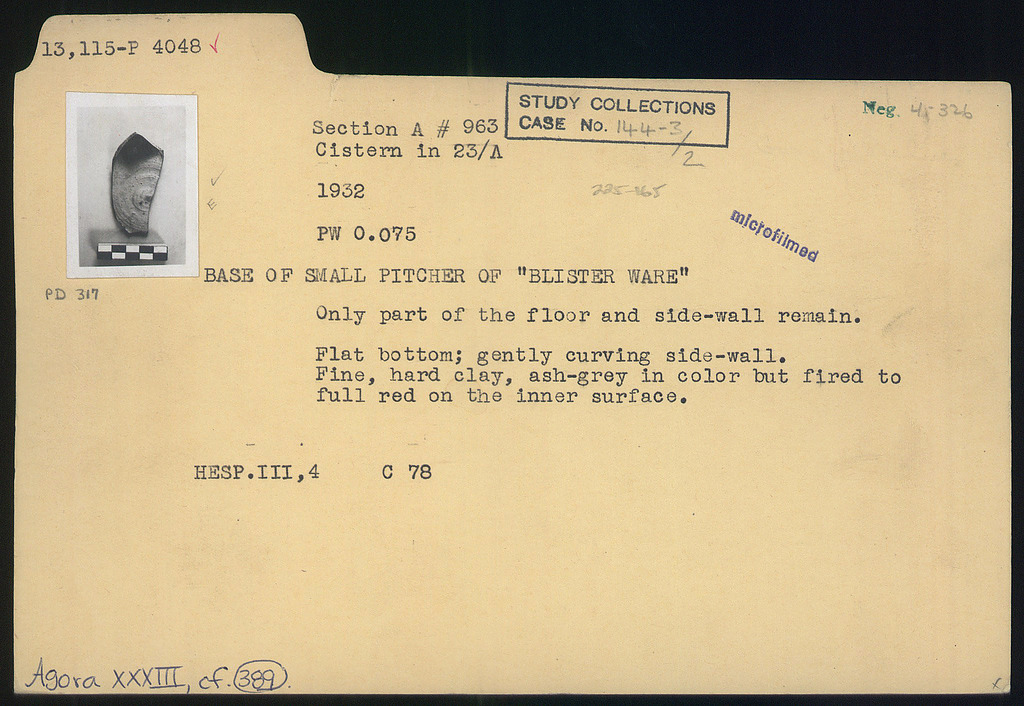 13,115-P 4048 ✓
STUDY COLLECTIONS
CASE No. 144-3/2
Neg. 4-326
Section A # 963
Cistern in 23/Λ
1932
225-165
microfilmed
PW 0.075
BASE OF SMALL PITCHER OF "BLISTER WARE"
PD 317
Only part of the floor and side-wall remain.
Flat bottom; gently curving side-wall.
Fine, hard clay, ash-grey in color but fired to
full red on the inner surface.
HESP.III,4 C 78
Agora XXXIII, cf. 389.